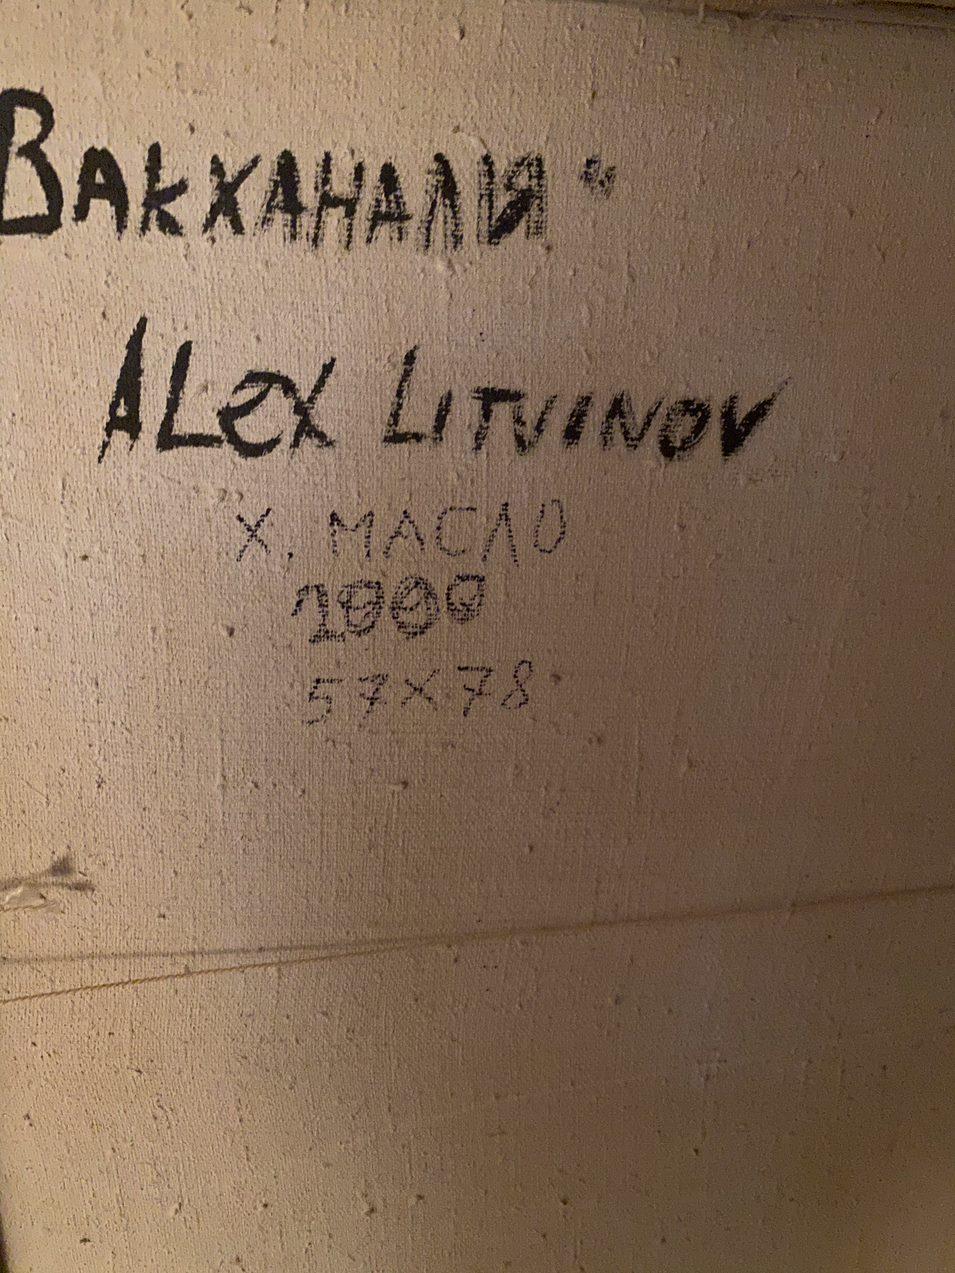 Вакханалія"
ALEX LITVINOV
Х. МАСЛО
2000
57×78